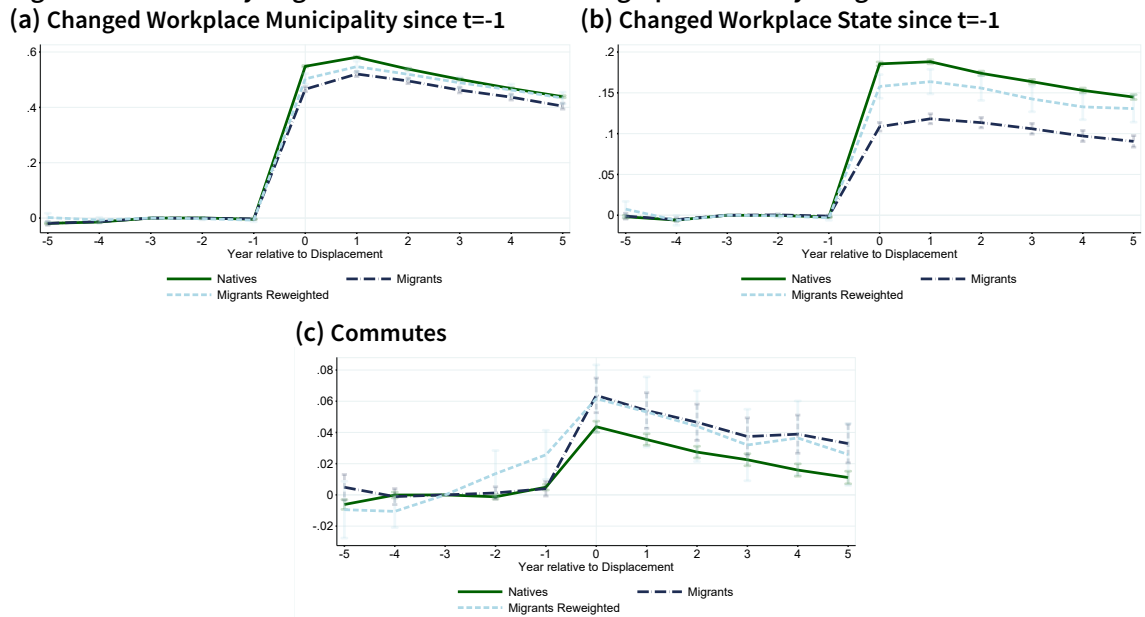 (a) Changed Workplace Municipality since t=-1
.6
.4
.2
0
-5 -4 -3 -2 -1 0 1 2 3 4 5
Year relative to Displacement
Natives Migrants
Migrants Reweighted
(b) Changed Workplace State since t=-1
.2
.15
.1
.05
0
-5 -4 -3 -2 -1 0 1 2 3 4 5
Year relative to Displacement
Natives Migrants
Migrants Reweighted
(c) Commutes
.08
.06
.04
.02
0
-.02
-5 -4 -3 -2 -1 0 1 2 3 4 5
Year relative to Displacement
Natives Migrants
Migrants Reweighted